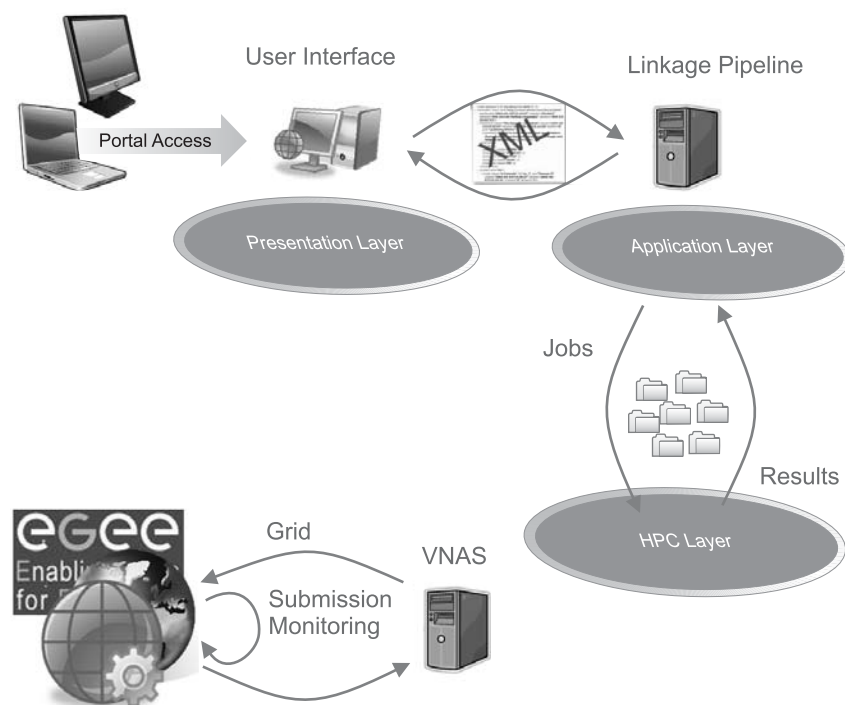 User Interface
Linkage Pipeline
Portal Access
XML
Presentation Layer
Application Layer
Jobs
Results
HPC Layer
eGee
Enabli
for
Grid
VNAS
Submission
Monitoring